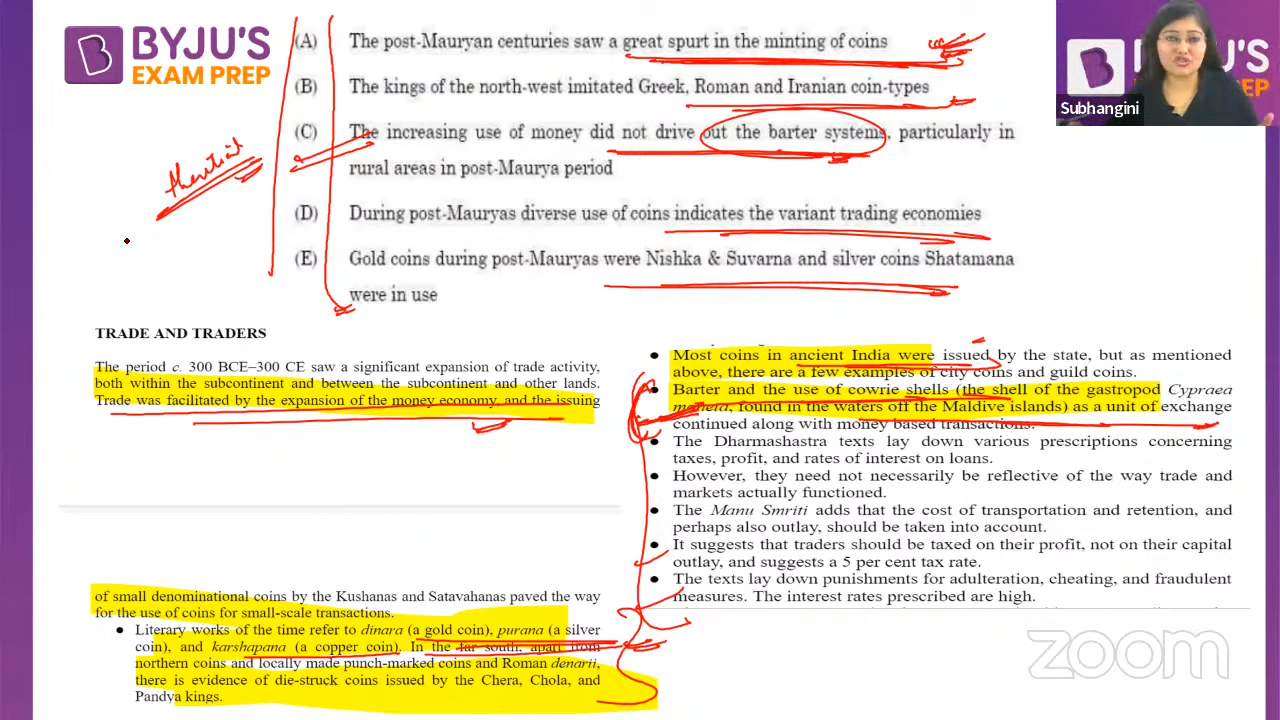 BYJU'S
EXAM PREP
(A) The post-Mauryan centuries saw a great spurt in the minting of coins
(B) The kings of the north-west imitated Greek, Roman and Iranian coin-types
(C) The increasing use of money did not drive out the barter systems, particularly in
rural areas in post-Maurya period
(D) During post-Mauryas diverse use of coins indicates the variant trading economies
(E) Gold coins during post-Mauryas were Nishka & Suvarna and silver coins Shatamana
were in use
BYJU'S
Subhangini
TRADE AND TRADERS
The period c. 300 BCE–300 CE saw a significant expansion of trade activity,
both within the subcontinent and between the subcontinent and other lands.
Trade was facilitated by the expansion of the money economy, and the issuing
of small denominational coins by the Kushanas and Satavahanas paved the way
for the use of coins for small-scale transactions.
● Literary works of the time refer to dinara (a gold coin), purana (a silver
coin), and karshapana (a copper coin). In the far south, apart from
northern coins and locally made punch-marked coins and Roman denarii,
there is evidence of die-struck coins issued by the Chera, Chola, and
Pandya kings.
● Most coins in ancient India were issued by the state, but as mentioned
above, there are a few examples of city coins and guild coins.
● Barter and the use of cowrie shells (the shell of the gastropod Cypraea
moneta, found in the waters off the Maldive islands) as a unit of exchange
continued along with money based transactions.
● The Dharmashastra texts lay down various prescriptions concerning
taxes, profit, and rates of interest on loans.
● However, they need not necessarily be reflective of the way trade and
markets actually functioned.
● The Manu Smriti adds that the cost of transportation and retention, and
perhaps also outlay, should be taken into account.
● It suggests that traders should be taxed on their profit, not on their capital
outlay, and suggests a 5 per cent tax rate.
● The texts lay down punishments for adulteration, cheating, and fraudulent
measures. The interest rates prescribed are high.
zoom